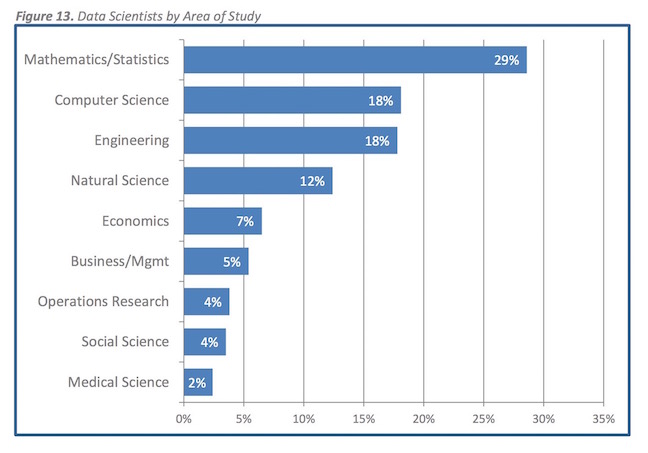 Figure 13. Data Scientists by Area of Study
Mathematics/Statistics 29%
Computer Science 18%
Engineering 18%
Natural Science 12%
Economics 7%
Business/Mgmt 5%
Operations Research 4%
Social Science 4%
Medical Science 2%
0% 5% 10% 15% 20% 25% 30% 35%